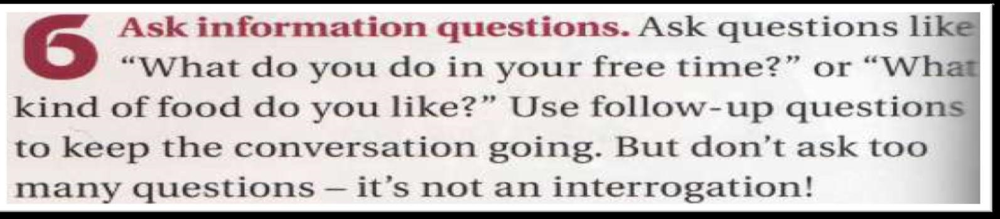 6 Ask information questions. Ask questions like
“What do you do in your free time?” or “What
kind of food do you like?” Use follow-up questions
to keep the conversation going. But don’t ask too
many questions – it’s not an interrogation!